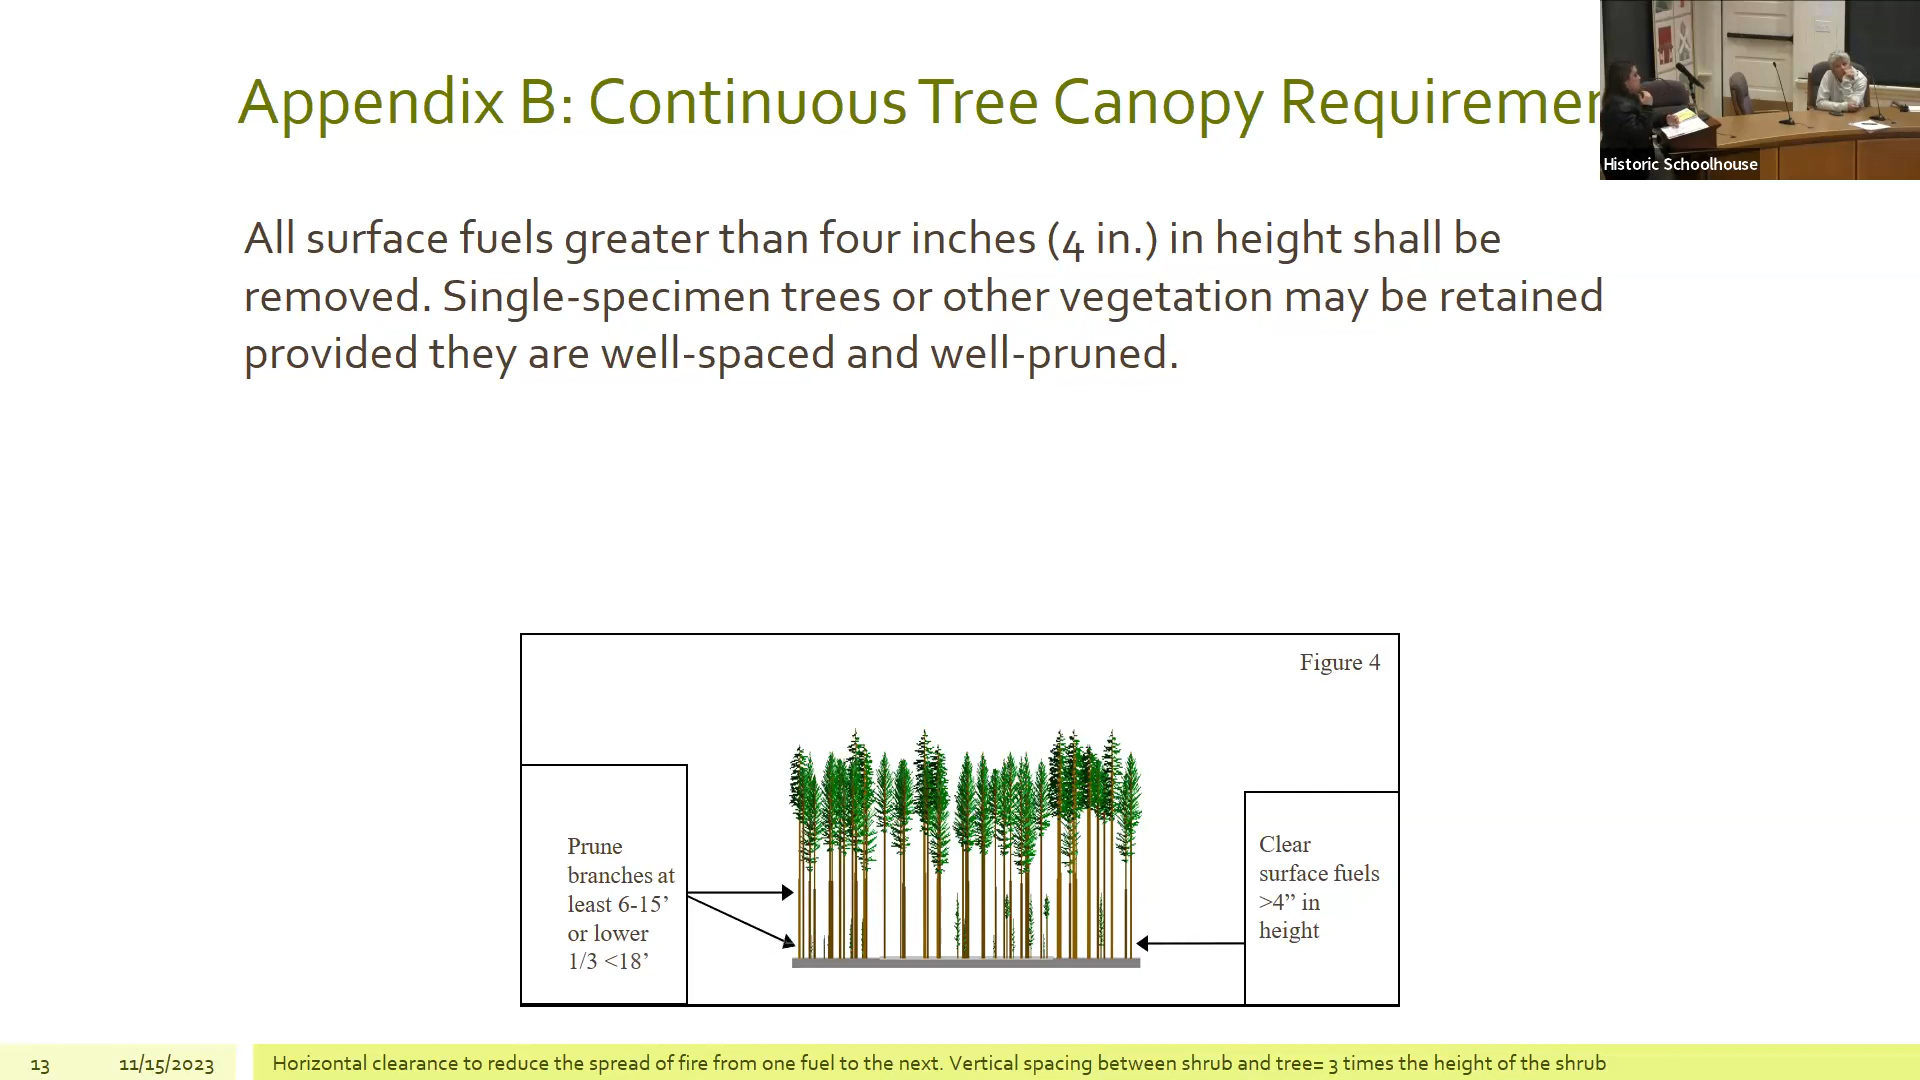 Appendix B: Continuous Tree Canopy Requiremen
Historic Schoolhouse
All surface fuels greater than four inches (4 in.) in height shall be
removed. Single-specimen trees or other vegetation may be retained
provided they are well-spaced and well-pruned.
Figure 4
Prune
branches at
least 6-15’
or lower
1/3 <18’
Clear
surface fuels
>4” in
height
13
11/15/2023
Horizontal clearance to reduce the spread of fire from one fuel to the next. Vertical spacing between shrub and tree= 3 times the height of the shrub